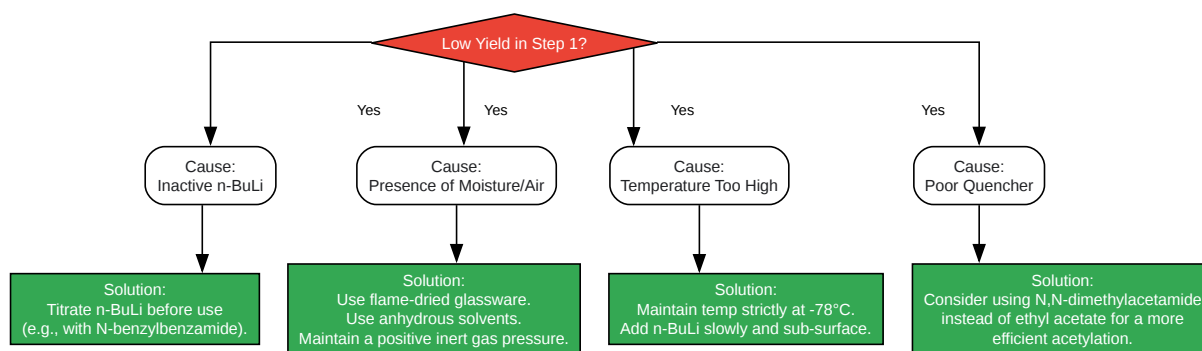 Low Yield in Step 1?
Yes
Yes
Yes
Yes
Cause:
Inactive n-BuLi
Cause:
Presence of Moisture/Air
Cause:
Temperature Too High
Cause:
Poor Quencher
Solution:
Titrate n-BuLi before use
(e.g., with N-benzylbenzamide).
Solution:
Use flame-dried glassware.
Use anhydrous solvents.
Maintain a positive inert gas pressure.
Solution:
Maintain temp strictly at -78°C.
Add n-BuLi slowly and sub-surface.
Solution:
Consider using N,N-dimethylacetamide
instead of ethyl acetate for a more
efficient acetylation.